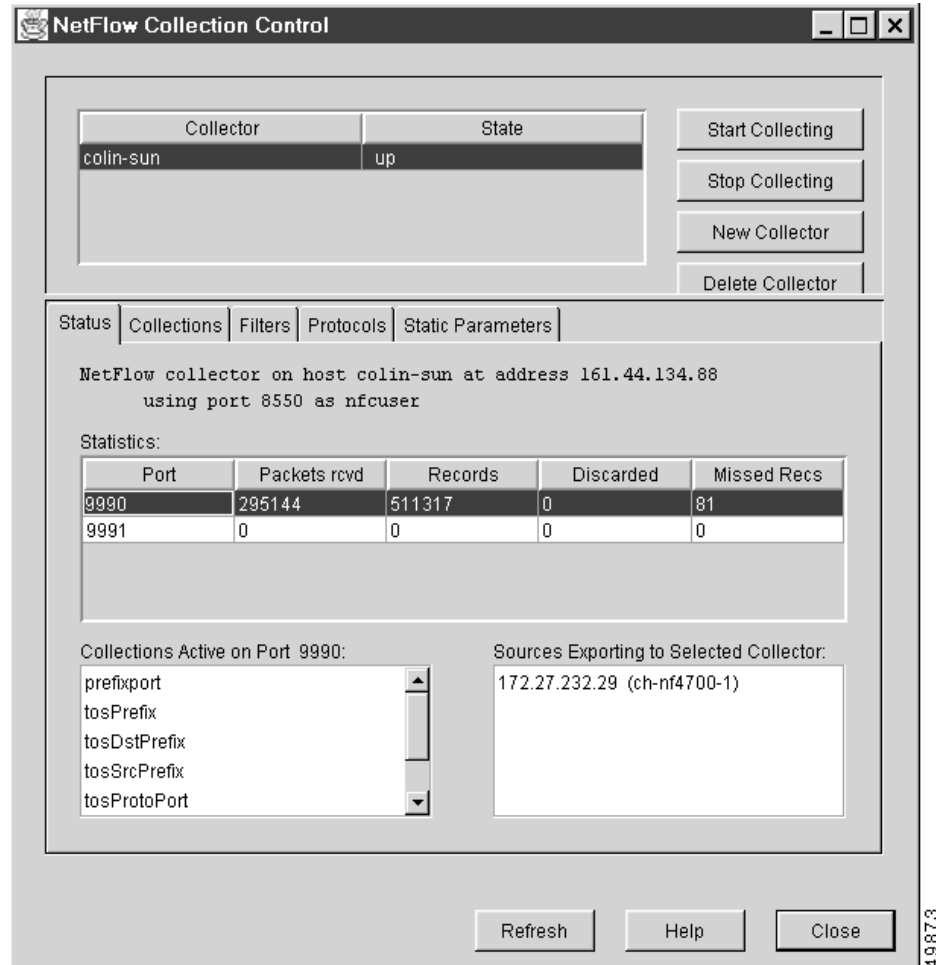 NetFlow Collection Control
Collector State
colin-sun up
Start Collecting
Stop Collecting
New Collector
Delete Collector
Status Collections Filters Protocols Static Parameters
NetFlow collector on host colin-sun at address 161.44.134.88
using port 8550 as nfcuser
Statistics:
Port Packets rcvd Records Discarded Missed Recs
9990 295144 511317 0 81
9991 0 0 0 0
Collections Active on Port 9990:
prefixport
tosPrefix
tosDstPrefix
tosSrcPrefix
tosProtoPort
Sources Exporting to Selected Collector:
172.27.232.29 (ch-nf4700-1)
Refresh Help Close
49873